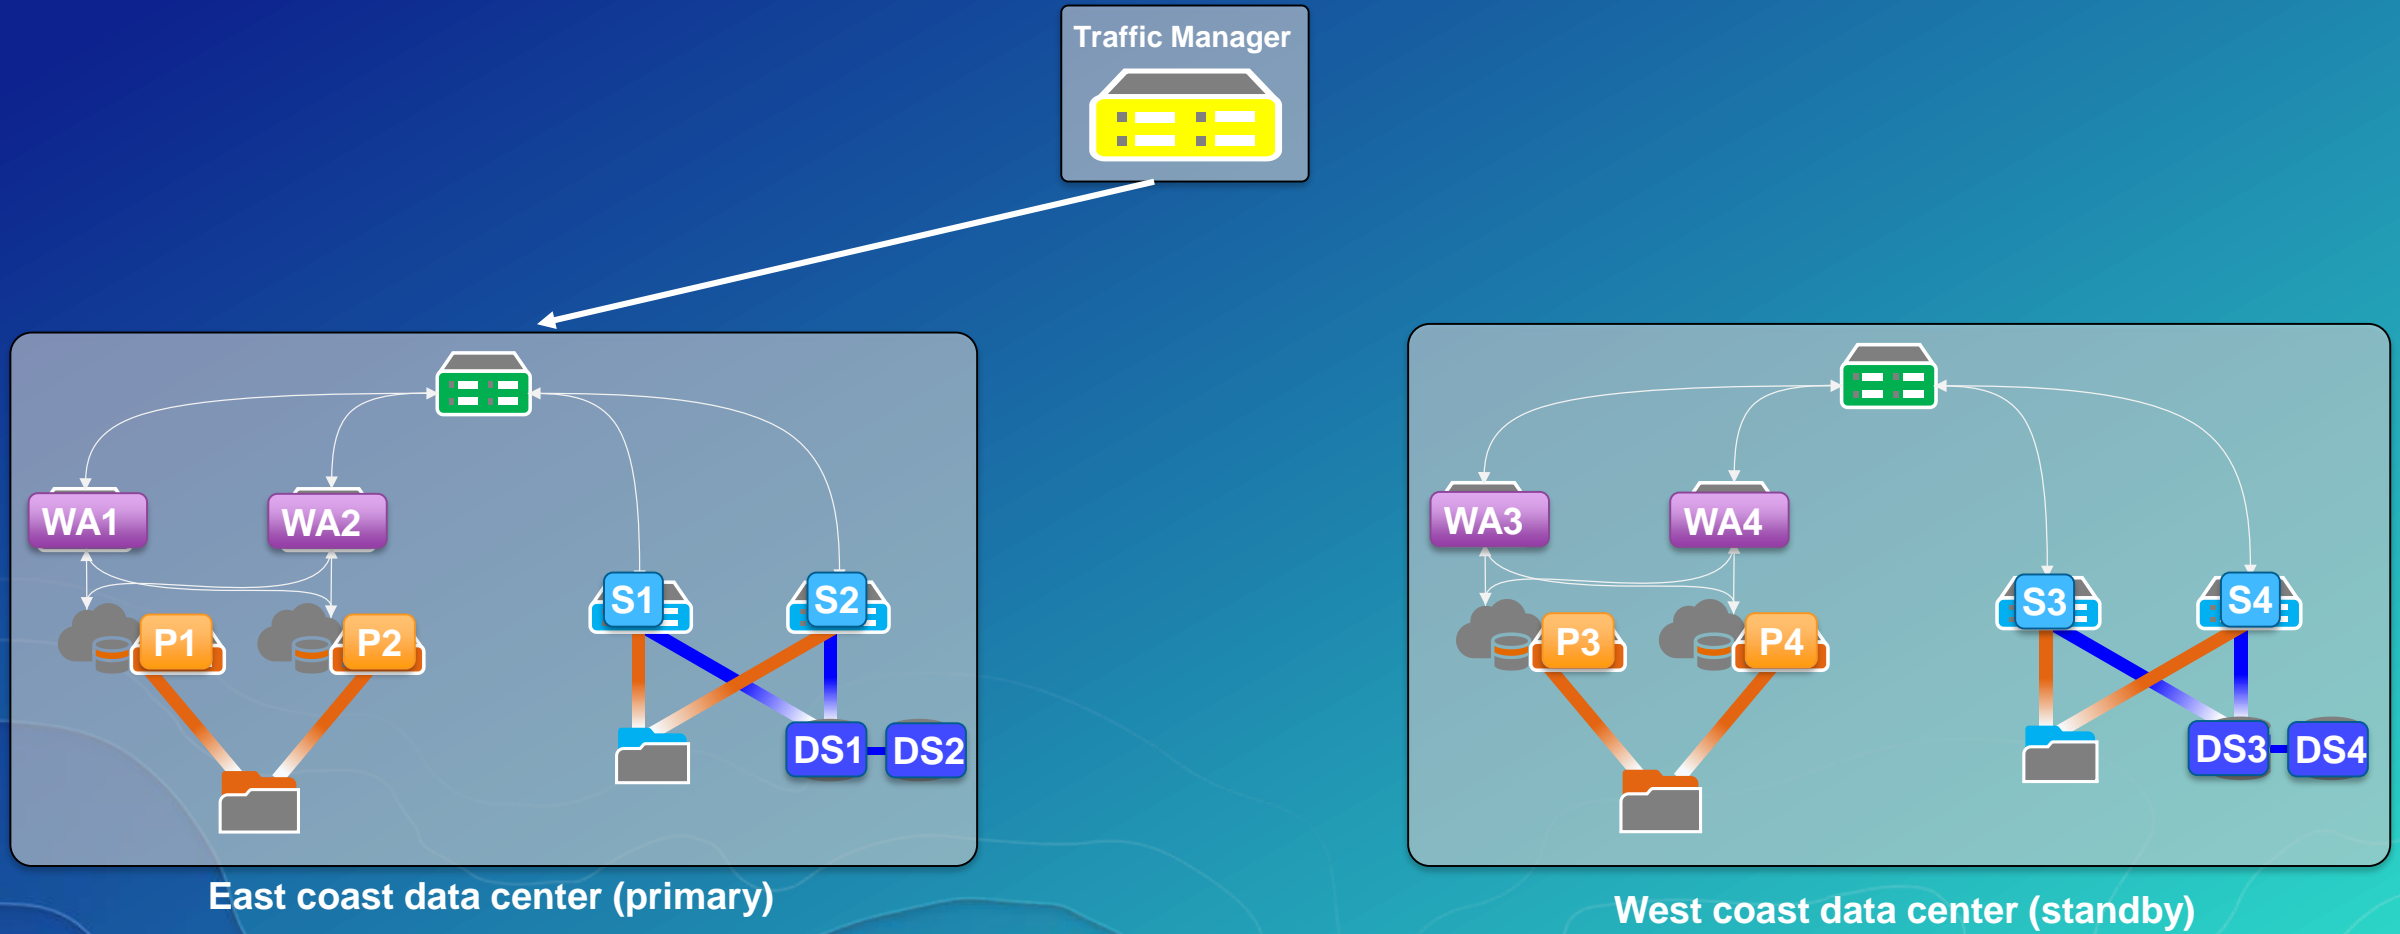 Traffic Manager
WA1
WA2
S1
S2
P1
P2
DS1
DS2
East coast data center (primary)
WA3
WA4
S3
S4
P3
P4
DS3
DS4
West coast data center (standby)